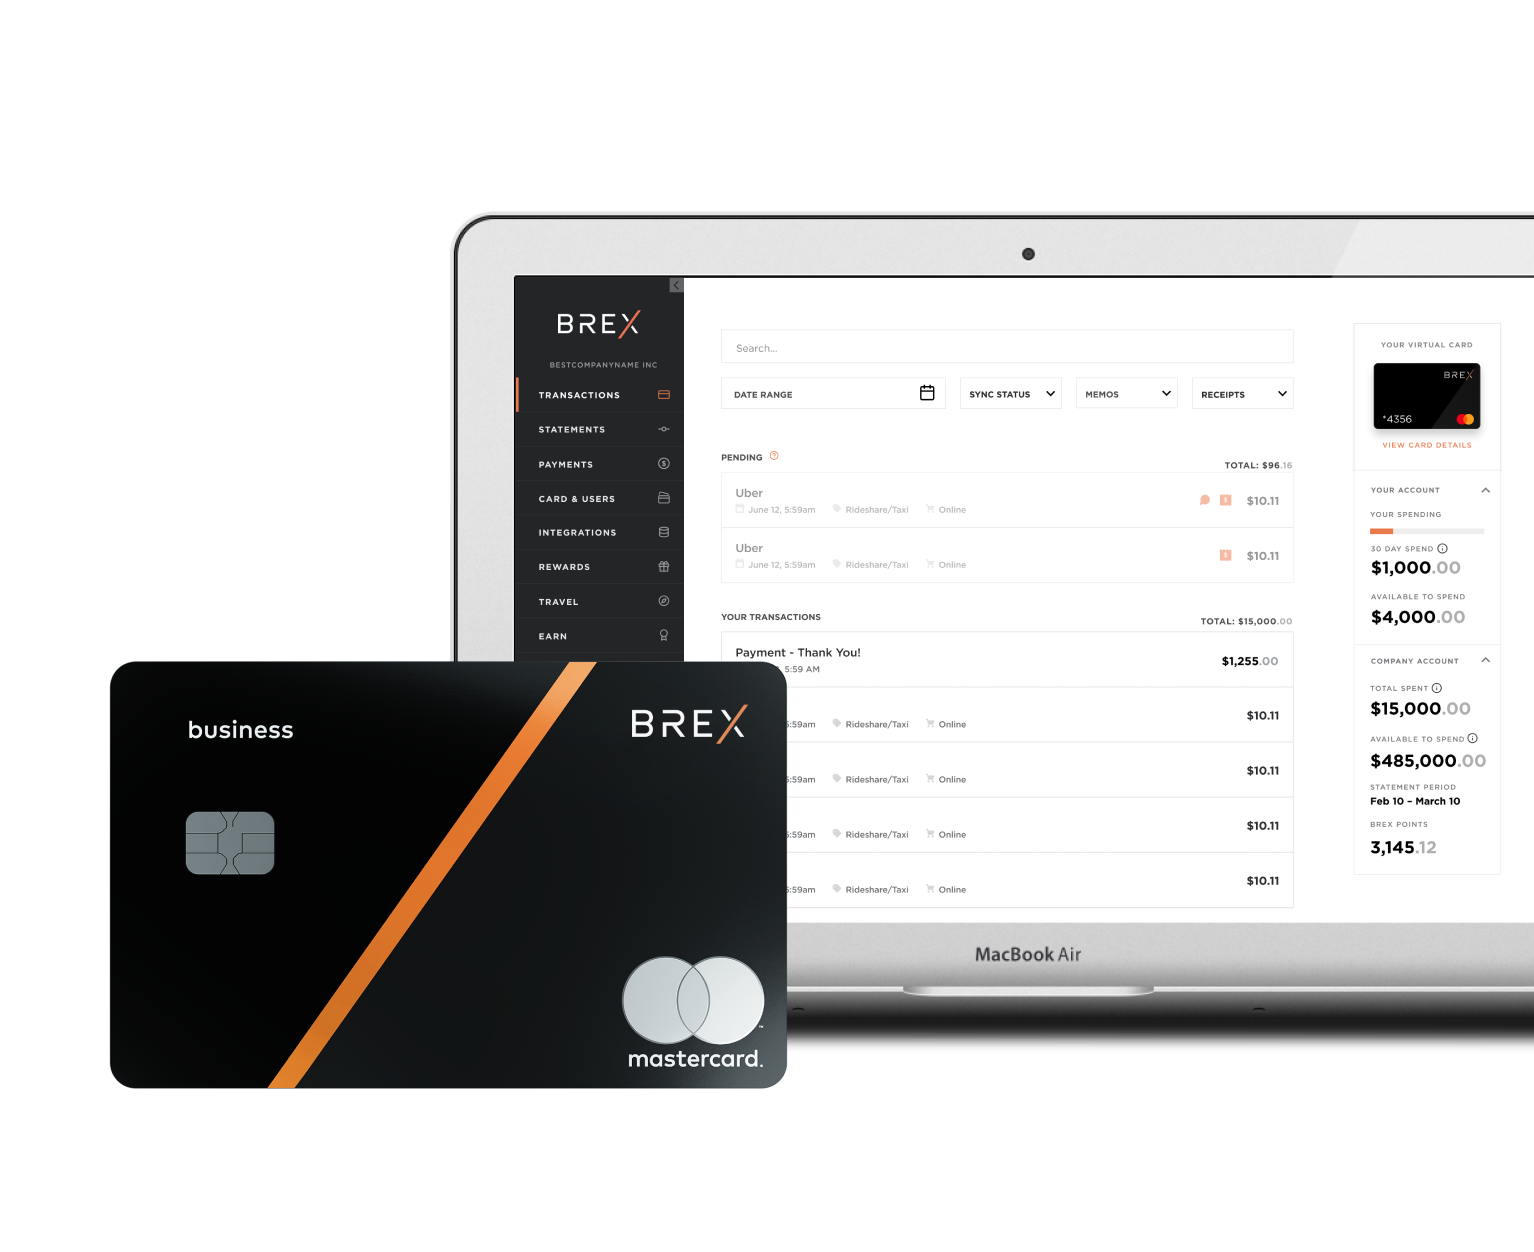 BREX
BESTCOMPANYNAME INC
TRANSACTIONS
STATEMENTS
PAYMENTS
CARD & USERS
INTEGRATIONS
REWARDS
TRAVEL
EARN
Search...
DATE RANGE
SYNC STATUS
MEMOS
RECEIPTS
PENDING
TOTAL: $96.16
Uber
June 12, 5:59am Rideshare/Taxi Online
$10.11
Uber
June 12, 5:59am Rideshare/Taxi Online
$10.11
YOUR TRANSACTIONS
TOTAL: $15,000.00
Payment - Thank You!
5:59 AM
$1,255.00
5:59am Rideshare/Taxi Online
$10.11
5:59am Rideshare/Taxi Online
$10.11
5:59am Rideshare/Taxi Online
$10.11
5:59am Rideshare/Taxi Online
$10.11
YOUR VIRTUAL CARD
BREX
*4356
VIEW CARD DETAILS
YOUR ACCOUNT
YOUR SPENDING
30 DAY SPEND
$1,000.00
AVAILABLE TO SPEND
$4,000.00
COMPANY ACCOUNT
TOTAL SPENT
$15,000.00
AVAILABLE TO SPEND
$485,000.00
STATEMENT PERIOD
Feb 10 – March 10
BREX POINTS
3,145.12
MacBook Air
business
BREX
mastercard.